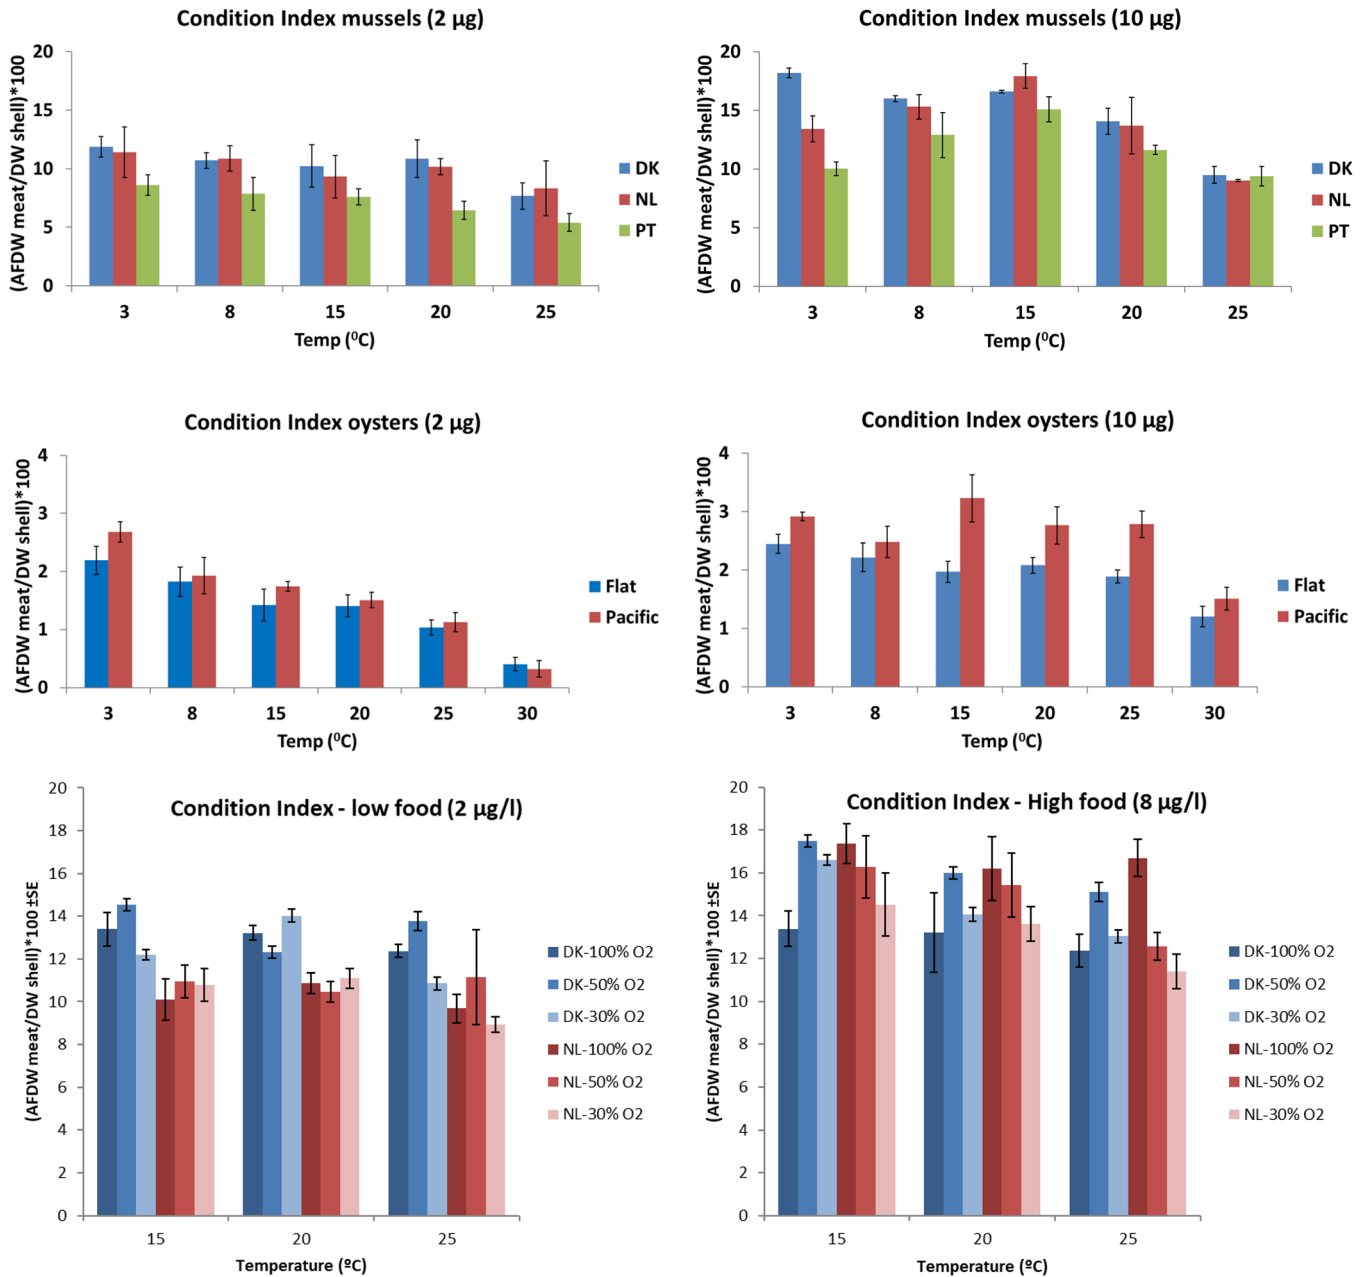 Condition Index mussels (2 µg)
(AFDW meat/DW shell)*100
20
15
10
5
0
3 8 15 20 25
Temp (⁰C)
DK
NL
PT
Condition Index mussels (10 µg)
(AFDW meat/DW shell)*100
20
15
10
5
0
3 8 15 20 25
Temp (⁰C)
DK
NL
PT
Condition Index oysters (2 µg)
(AFDW meat/DW shell)*100
4
3
2
1
0
3 8 15 20 25 30
Temp (⁰C)
Flat
Pacific
Condition Index oysters (10 µg)
(AFDW meat/DW shell)*100
4
3
2
1
0
3 8 15 20 25 30
Temp (⁰C)
Flat
Pacific
Condition Index - low food (2 µg/l)
(AFDW meat/DW shell)*100 ±SE
20
18
16
14
12
10
8
6
4
2
0
15 20 25
Temperature (ºC)
DK-100% O2
DK-50% O2
DK-30% O2
NL-100% O2
NL-50% O2
NL-30% O2
Condition Index - High food (8 µg/l)
(AFDW meat/DW shell)*100 ±SE
20
18
16
14
12
10
8
6
4
2
0
15 20 25
Temperature (ºC)
DK-100% O2
DK-50% O2
DK-30% O2
NL-100% O2
NL-50% O2
NL-30% O2